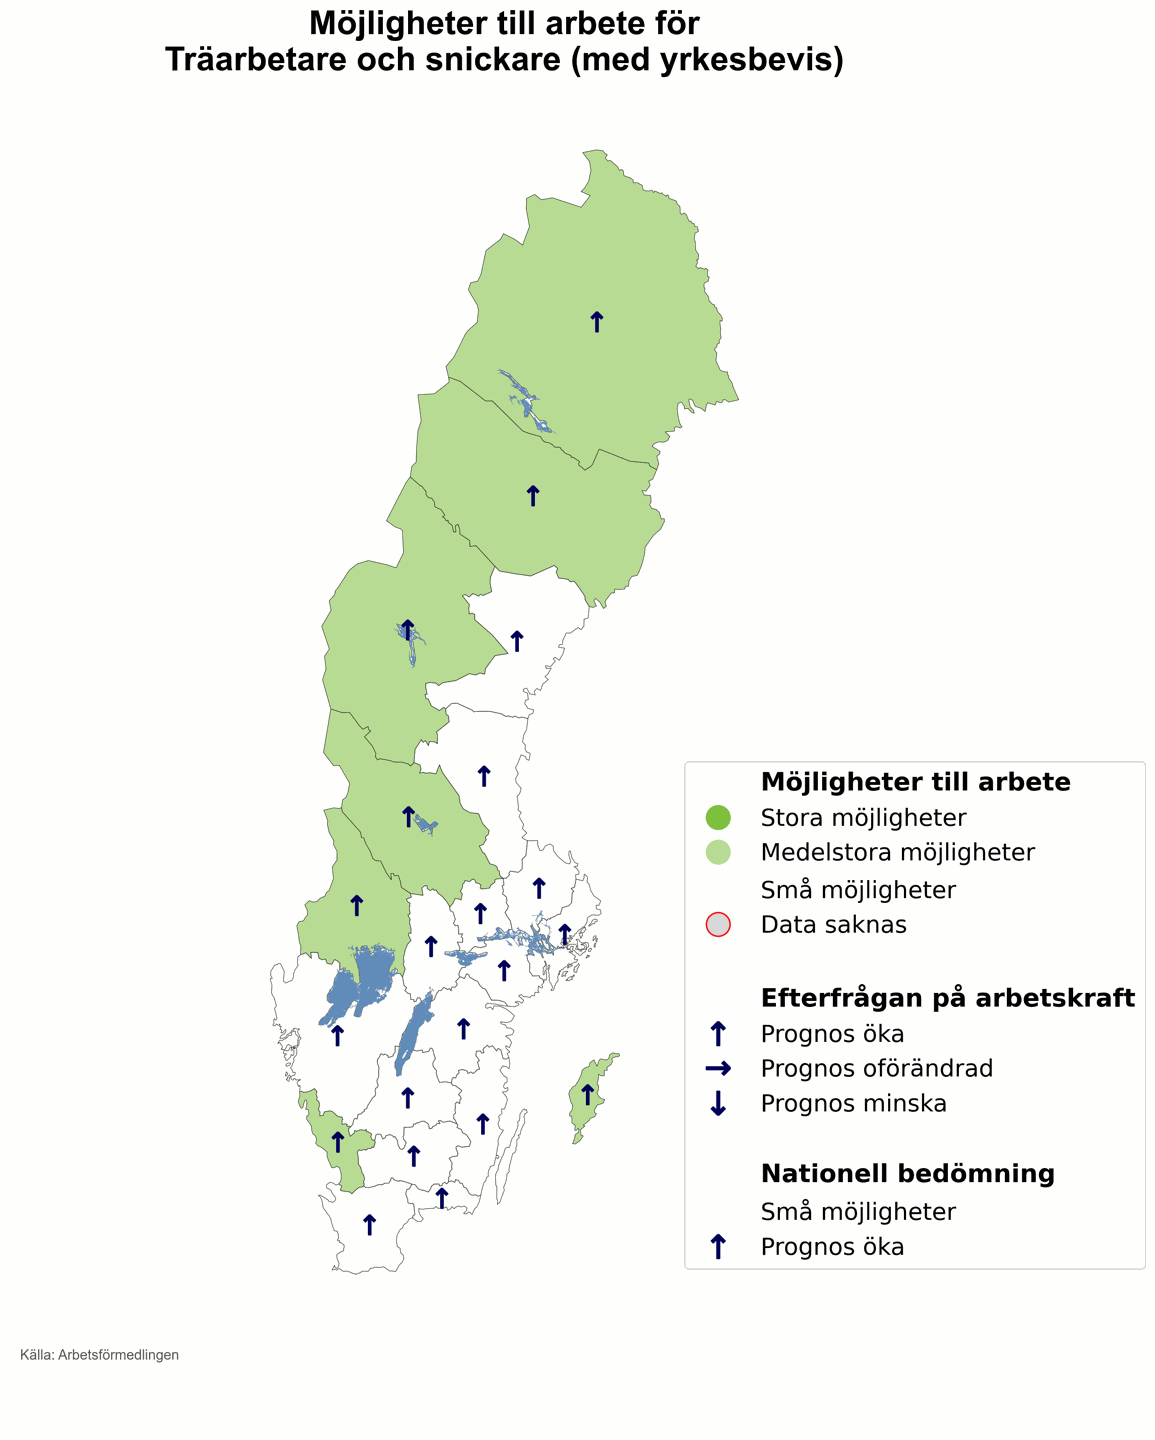 Möjligheter till arbete för
Träarbetare och snickare (med yrkesbevis)
Möjligheter till arbete
Stora möjligheter
Medelstora möjligheter
Små möjligheter
Data saknas
Efterfrågan på arbetskraft
Prognos öka
Prognos oförändrad
Prognos minska
Nationell bedömning
Små möjligheter
Prognos öka
Källa: Arbetsförmedlingen